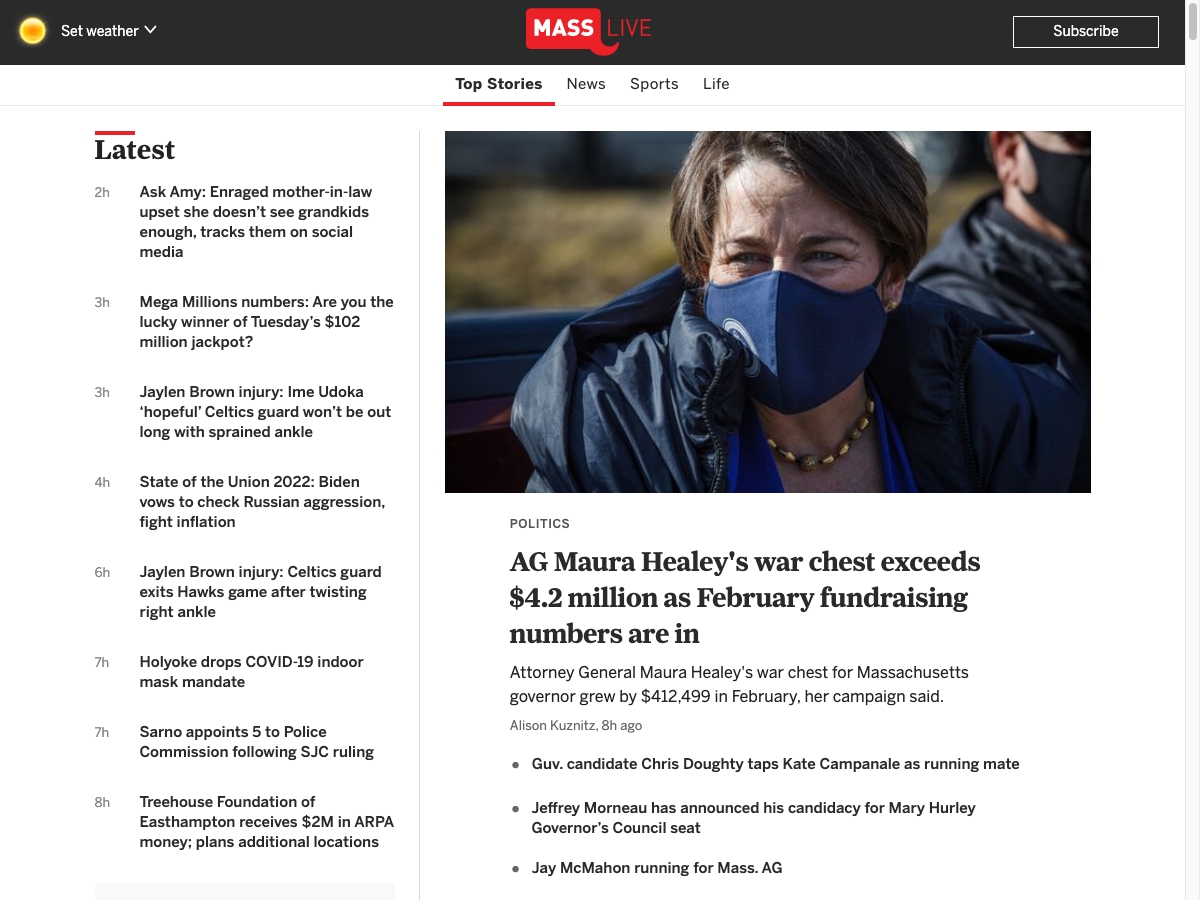 Set weather
MASS LIVE
Subscribe
Top Stories News Sports Life
Latest
2h
Ask Amy: Enraged mother-in-law
upset she doesn’t see grandkids
enough, tracks them on social
media
3h
Mega Millions numbers: Are you the
lucky winner of Tuesday’s $102
million jackpot?
3h
Jaylen Brown injury: Ime Udoka
‘hopeful’ Celtics guard won’t be out
long with sprained ankle
4h
State of the Union 2022: Biden
vows to check Russian aggression,
fight inflation
6h
Jaylen Brown injury: Celtics guard
exits Hawks game after twisting
right ankle
7h
Holyoke drops COVID-19 indoor
mask mandate
7h
Sarno appoints 5 to Police
Commission following SJC ruling
8h
Treehouse Foundation of
Easthampton receives $2M in ARPA
money; plans additional locations
POLITICS
AG Maura Healey's war chest exceeds
$4.2 million as February fundraising
numbers are in
Attorney General Maura Healey's war chest for Massachusetts
governor grew by $412,499 in February, her campaign said.
Alison Kuznitz, 8h ago
Guv. candidate Chris Doughty taps Kate Campanale as running mate
Jeffrey Morneau has announced his candidacy for Mary Hurley
Governor’s Council seat
Jay McMahon running for Mass. AG